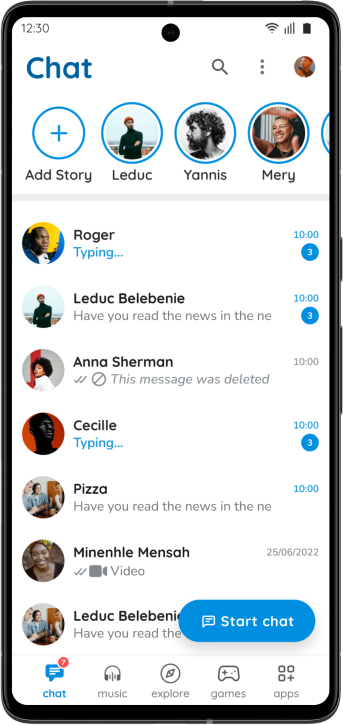 12:30
Chat
Add Story
Leduc
Yannis
Mery
Roger
10:00
Typing...
3
Leduc Belebenie
10:00
Have you read the news in the ne
3
Anna Sherman
10:00
This message was deleted
Cecille
10:00
Typing...
3
Pizza
10:00
Have you read the news in the ne
Minenhle Mensah
25/06/2022
Video
Leduc Belebeni
Have you read the
Start chat
7
chat
music
explore
games
apps